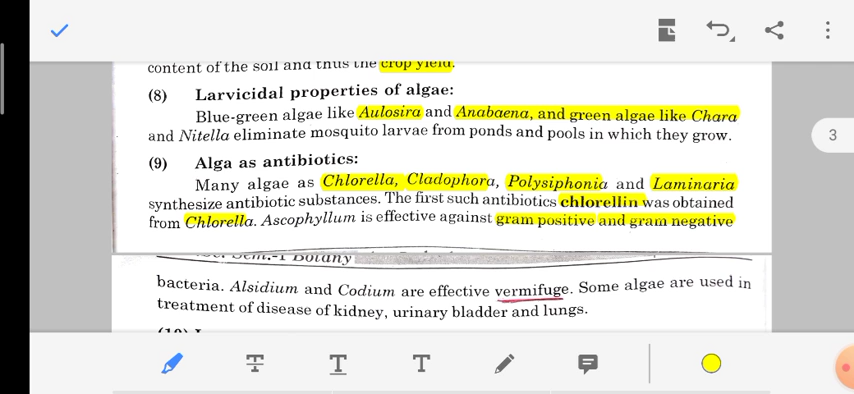 content of the soil and thus the crop yield.
(8) Larvicidal properties of algae:
Blue-green algae like Aulosira and Anabaena, and green algae like Chara
and Nitella eliminate mosquito larvae from ponds and pools in which they grow.
3
(9) Alga as antibiotics:
Many algae as Chlorella, Cladophora, Polysiphonia and Laminaria
synthesize antibiotic substances. The first such antibiotics chlorellin was obtained
from Chlorella. Ascophyllum is effective against gram positive and gram negative
Sem.-1 Botany
bacteria. Alsidium and Codium are effective vermifuge. Some algae are used in
treatment of disease of kidney, urinary bladder and lungs.
(10)
T T T